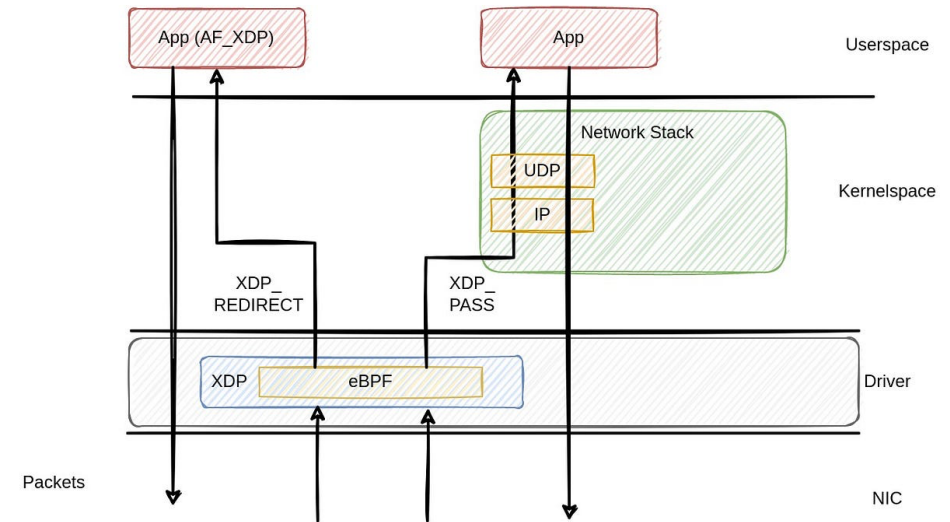 App (AF_XDP)
App
Userspace
Network Stack
UDP
Kernelspace
IP
XDP_
REDIRECT
XDP_
PASS
XDP
eBPF
Driver
Packets
NIC